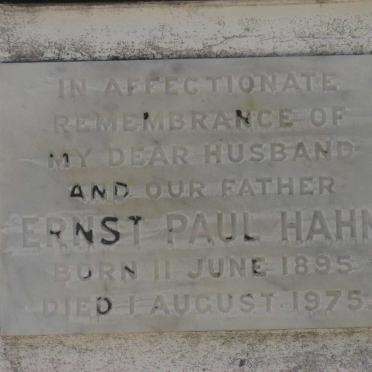 IN AFFECTIONATE
REMEMBRANCE OF
MY DEAR HUSBAND
AND OUR FATHER
ERNST PAUL HAHN
BORN 11 JUNE 1895
DIED 1 AUGUST 1975